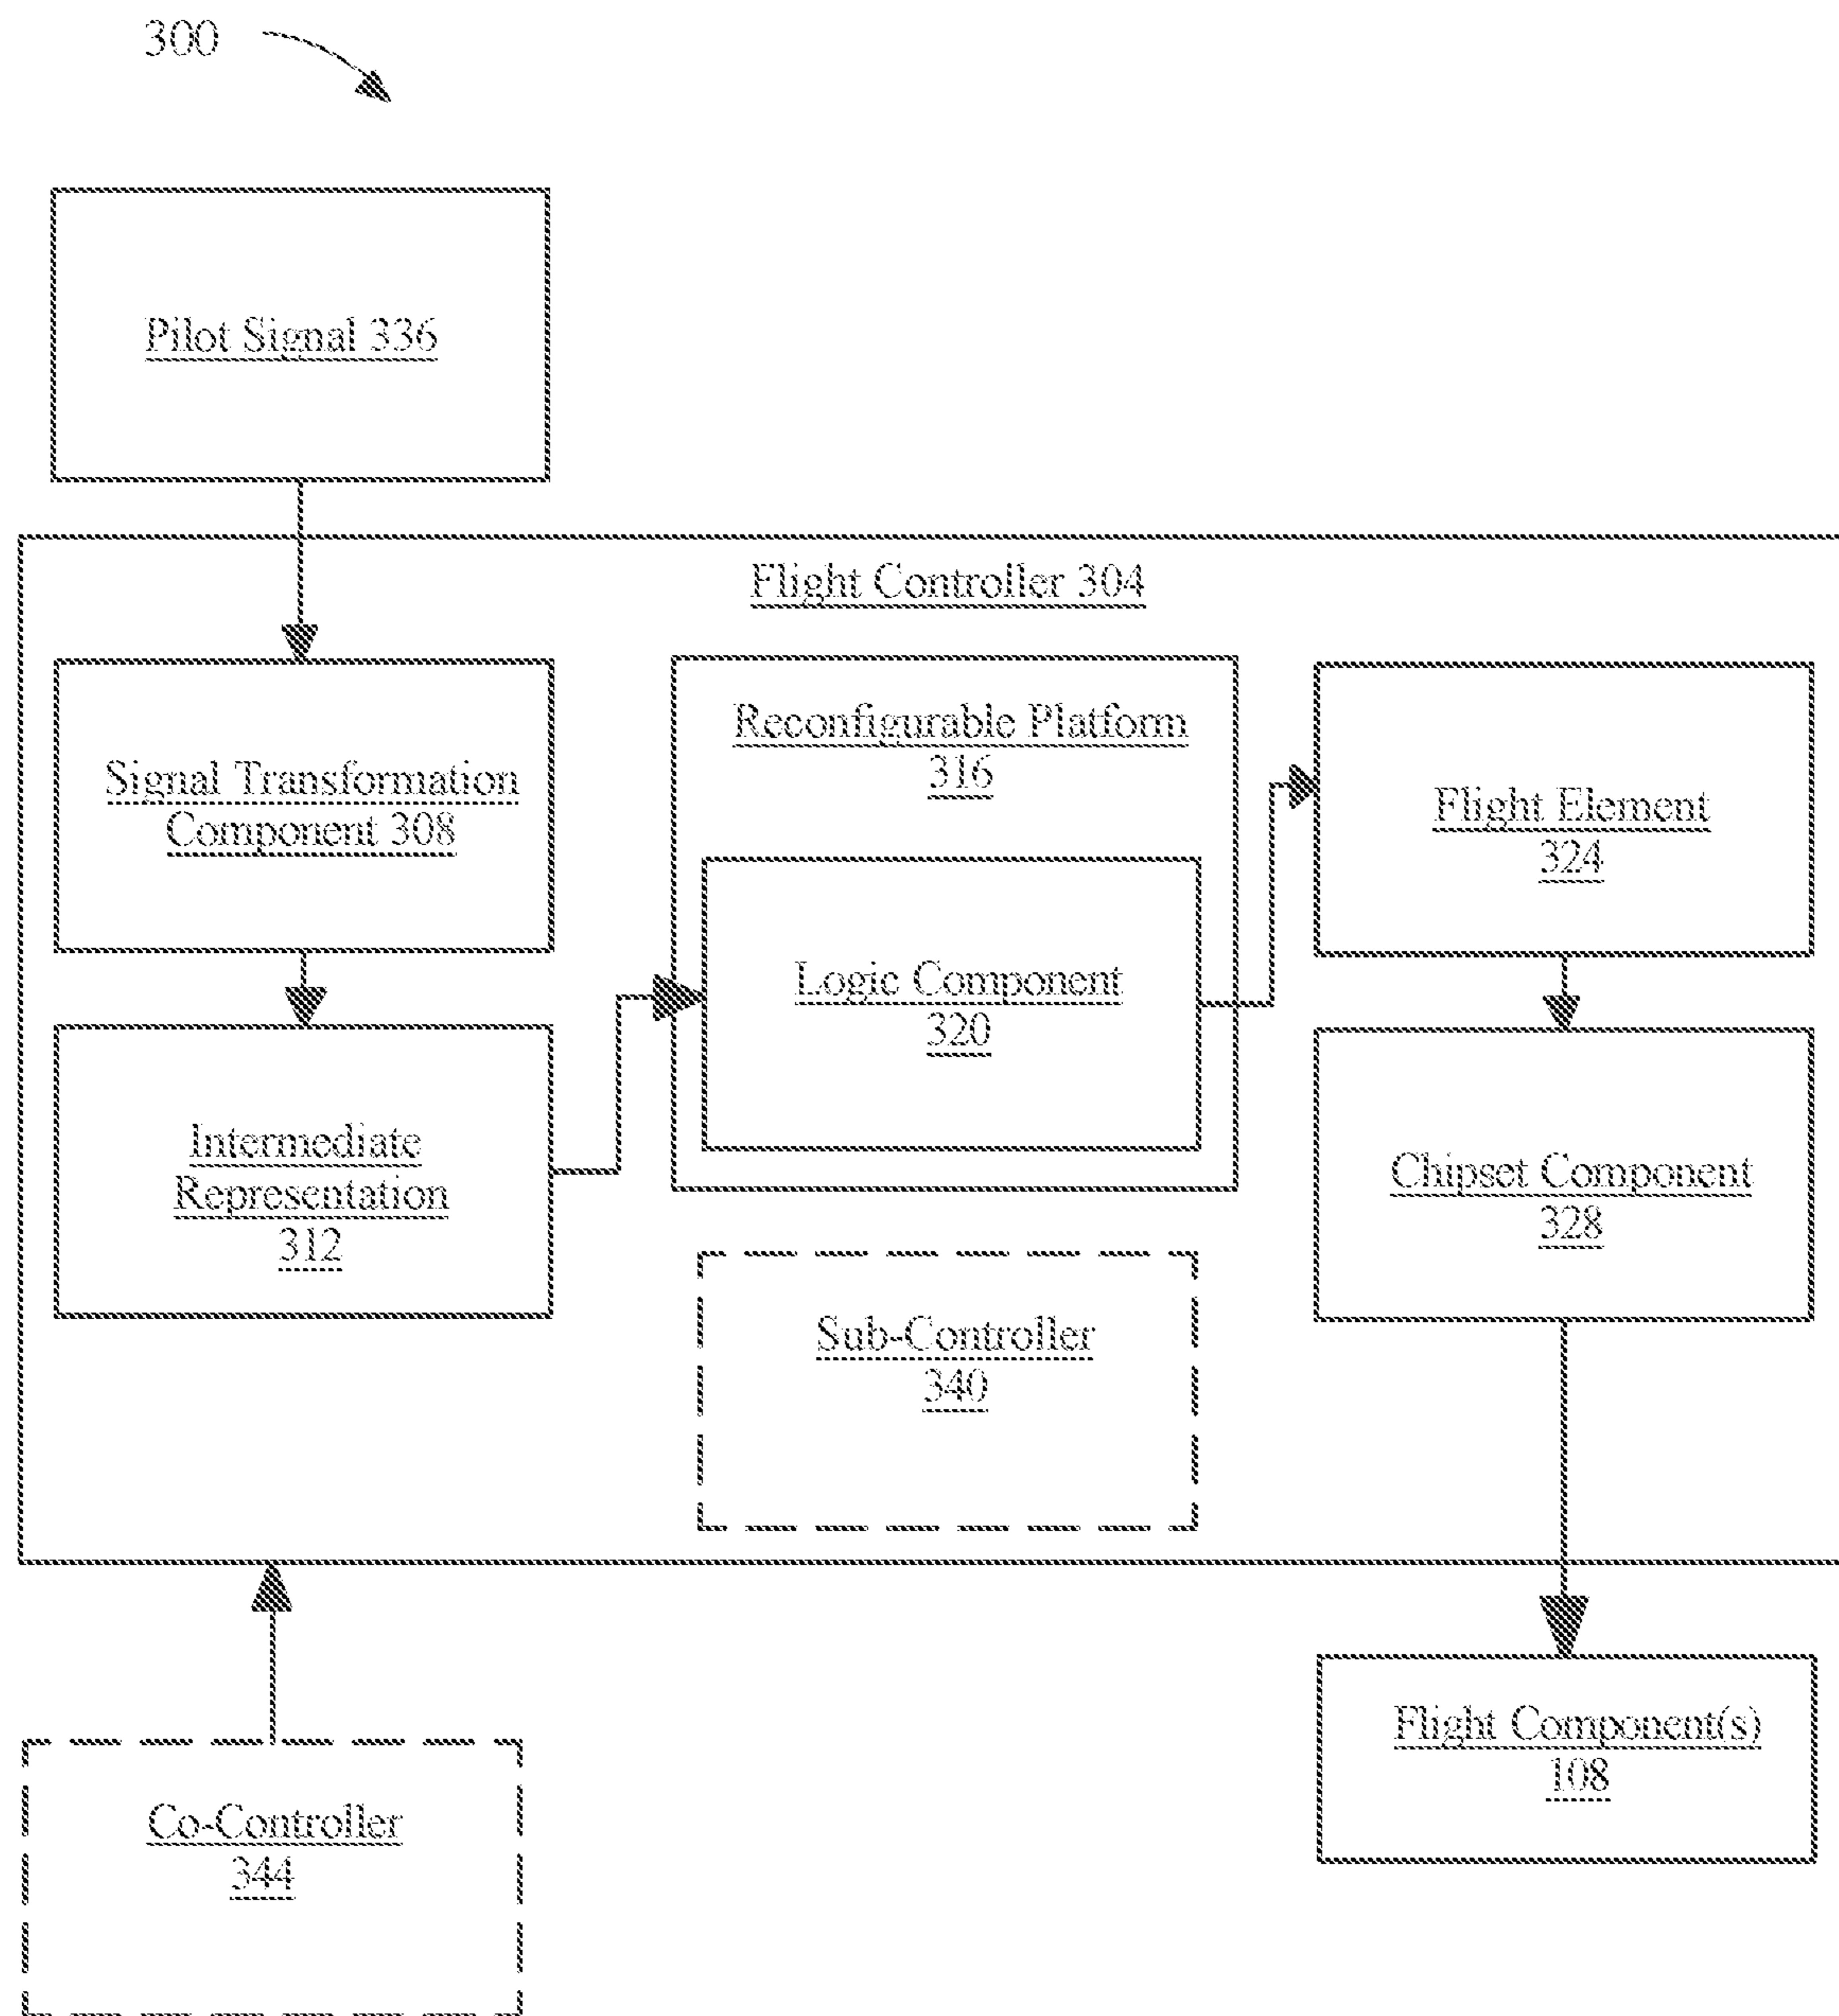 300
Pilot Signal 336
Flight Controller 304
Signal Transformation
Component 308
Reconfigurable Platform
316
Flight Element
324
Logic Component
320
Intermediate
Representation
312
Chipset Component
328
Sub-Controller
340
Flight Component(s)
108
Co-Controller
344